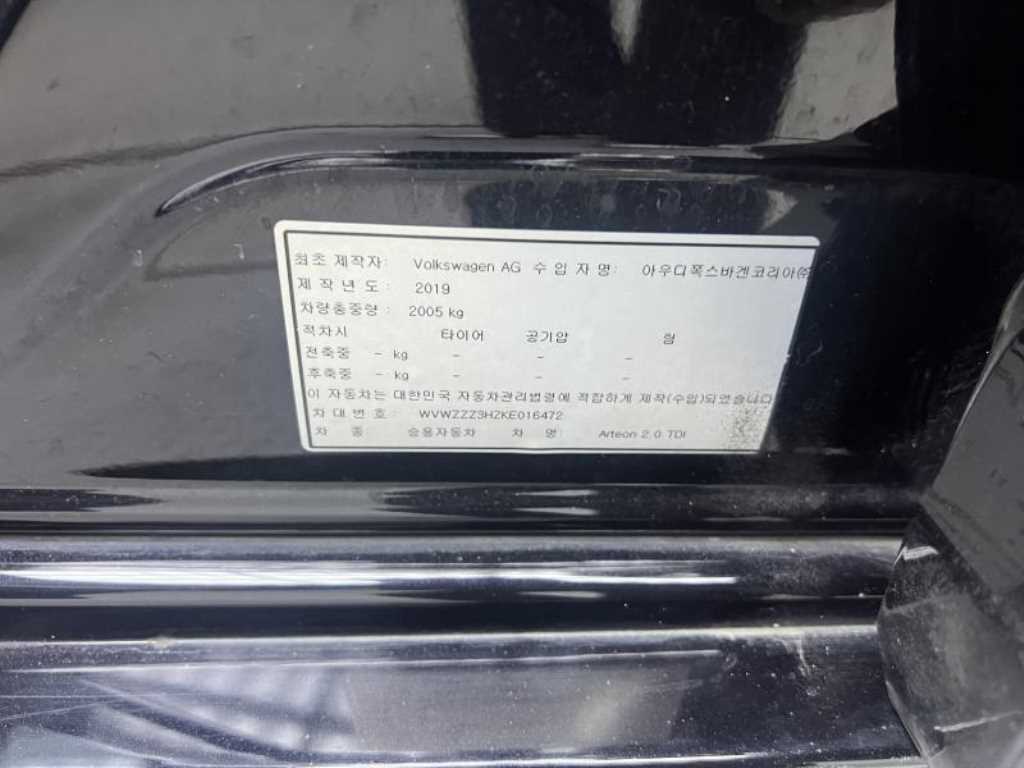 최초 제작자: Volkswagen AG 수 입 자 명: 아우디폭스바겐코리아㈜
제 작 년 도 : 2019
차량총중량 : 2005 kg
적차시 타이어 공기압 림
전축중 - kg - - -
후축중 - kg - - -
이 자동차는 대한민국 자동차관리법령에 적합하게 제작(수입)되었습니다
차 대 번 호 : WVWZZZ3HZKE016472
차 종: 승용자동차 차 명: Arteon 2.0 TDI